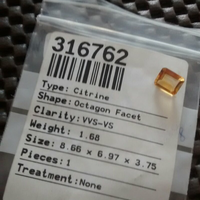 316762
Type: Citrine
Shape: Octagon Facet
Clarity: VVS-VS
Weight: 1.68
Size: 8.66 x 6.97 x 3.75
Pieces: 1
Treatment: None